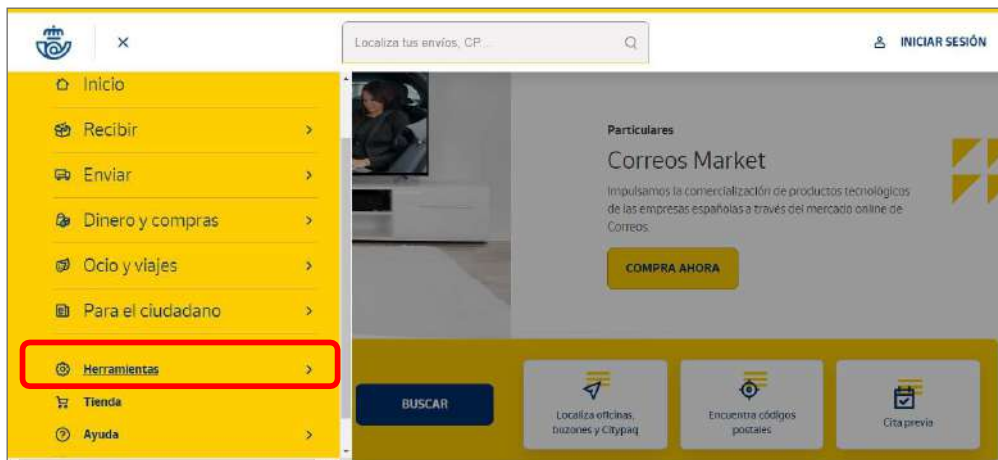 Localiza tus envíos, CP...
INICIAR SESIÓN
Inicio
Recibir
Enviar
Dinero y compras
Ocio y viajes
Para el ciudadano
Herramientas
Tienda
Ayuda
Particulares
Correos Market
Impulsamos la comercialización de productos tecnológicos
de las empresas españolas a través del mercado online de
Correos.
COMPRA AHORA
BUSCAR
Localiza oficinas,
buzones y Citypaq
Encuentra códigos
postales
Cita previa